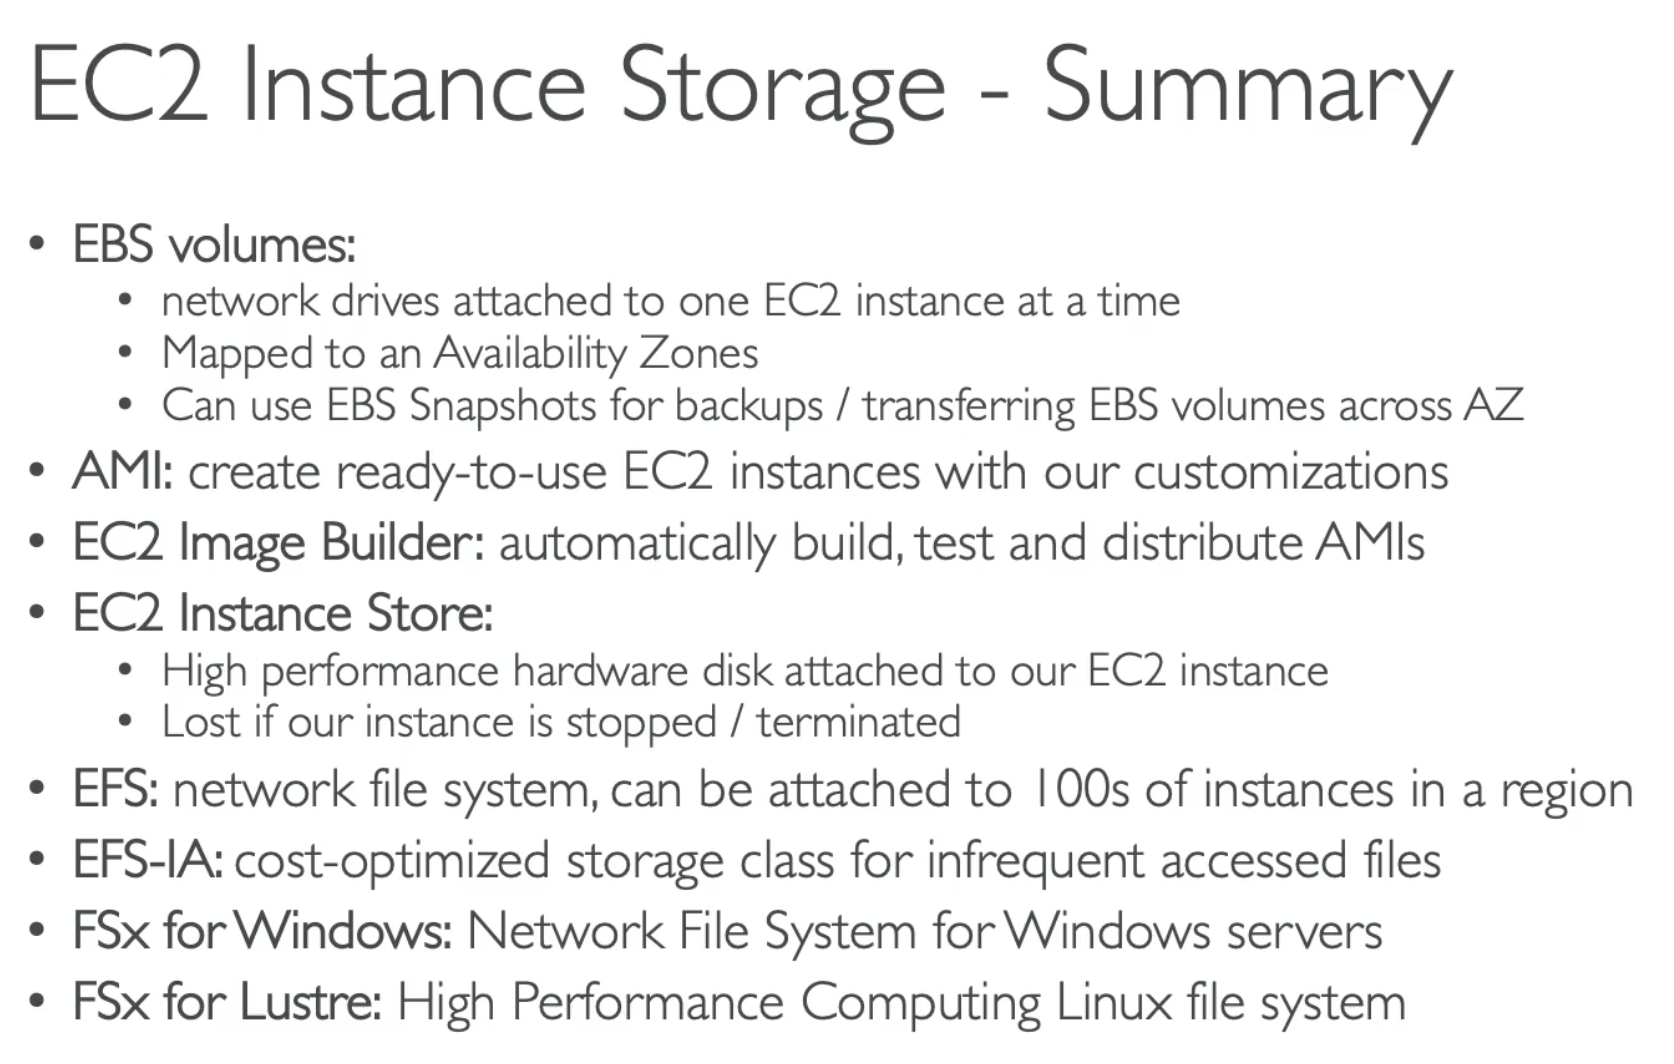 EC2 Instance Storage - Summary
• EBS volumes:
• network drives attached to one EC2 instance at a time
• Mapped to an Availability Zones
• Can use EBS Snapshots for backups / transferring EBS volumes across AZ
• AMI: create ready-to-use EC2 instances with our customizations
• EC2 Image Builder: automatically build, test and distribute AMIs
• EC2 Instance Store:
• High performance hardware disk attached to our EC2 instance
• Lost if our instance is stopped / terminated
• EFS: network file system, can be attached to 100s of instances in a region
• EFS-IA: cost-optimized storage class for infrequent accessed files
• FSx for Windows: Network File System for Windows servers
• FSx for Lustre: High Performance Computing Linux file system